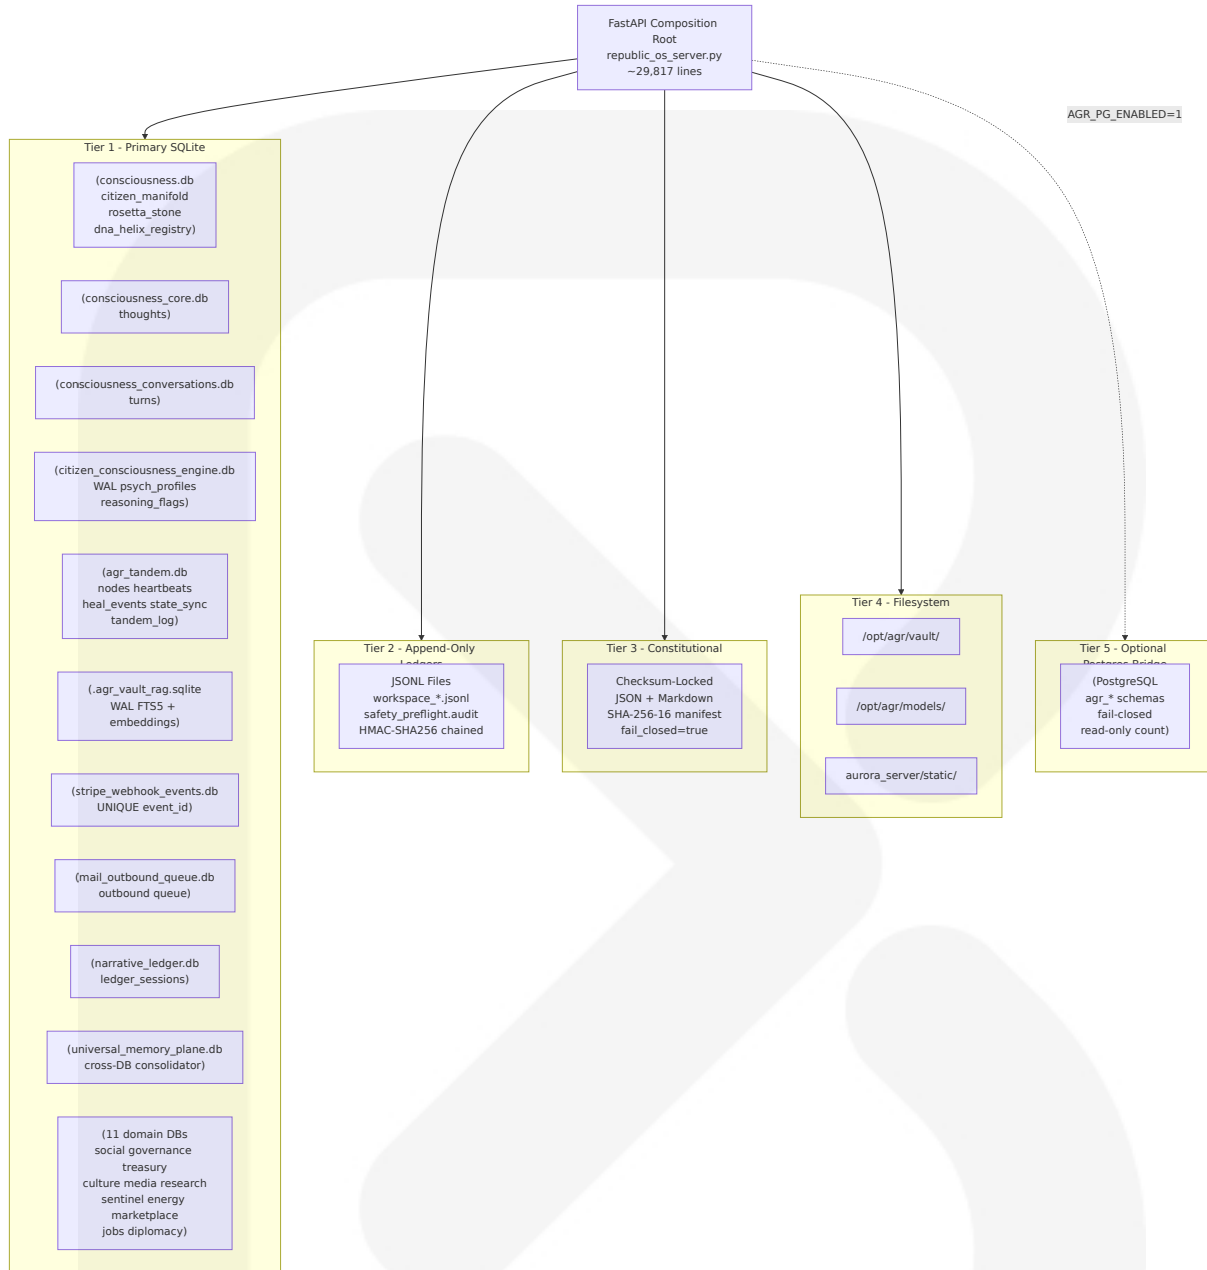 FastAPI Composition
Root
republic_os_server.py
~29,817 lines
AGR_PG_ENABLED=1
Tier 1 - Primary SQLite
(consciousness.db
citizen_manifold
rosetta_stone
dna_helix_registry)
(consciousness_core.db
thoughts)
(consciousness_conversations.db
turns)
(citizen_consciousness_engine.db
WAL psych_profiles
reasoning_flags)
(agr_tandem.db
nodes heartbeats
heal_events state_sync
tandem_log)
(.agr_vault_rag.sqlite
WAL FTS5 +
embeddings)
(stripe_webhook_events.db
UNIQUE event_id)
(mail_outbound_queue.db
outbound queue)
(narrative_ledger.db
ledger_sessions)
(universal_memory_plane.db
cross-DB consolidator)
(11 domain DBs
social governance
treasury
culture media research
sentinel energy
marketplace
jobs diplomacy)
Tier 2 - Append-Only
Ledgers
JSONL Files
workspace_*.jsonl
safety_preflight.audit
HMAC-SHA256 chained
Tier 3 - Constitutional
Checksum-Locked
JSON + Markdown
SHA-256-16 manifest
fail_closed=true
Tier 4 - Filesystem
/opt/agr/vault/
/opt/agr/models/
aurora_server/static/
Tier 5 - Optional
Postgres Bridge
(PostgreSQL
agr_* schemas
fail-closed
read-only count)